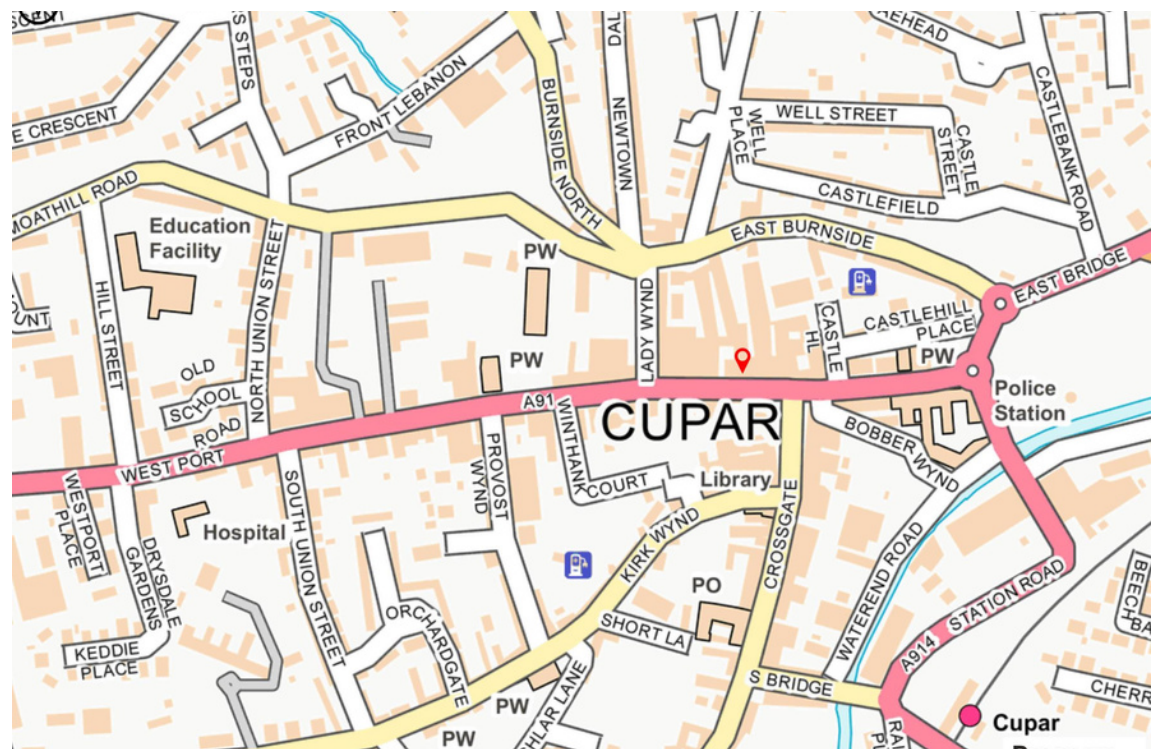 S STEPS
FRONT LEBANON
E CRESCENT
BURNSIDE NORTH
NEWTOWN
WELL PLACE
WELL STREET
CASTLE STREET
CASTLEBANK ROAD
CASTLEFIELD
MOATHILL ROAD
Education
Facility
NORTH UNION STREET
HILL STREET
PW
EAST BURNSIDE
EAST BRIDGE
LADY WYND
CASTLE
HL
CASTLEHILL
PLACE
PW
OLD
SCHOOL
ROAD
PW
Police
Station
A91
CUPAR
WEST PORT
WESTPORT
PLACE
BOBBER WYND
PROVOST
WYND
WINTHANK
COURT
Library
Hospital
SOUTH UNION STREET
DRYSDALE
GARDENS
KEDDIE
PLACE
KIRK WYND
CROSSGATE
PO
SHORT LA
ORCHARDGATE
WATEREND ROAD
STATION ROAD
A914
S BRIDGE
HLAR LANE
PW
PW
CHERR
Cupar